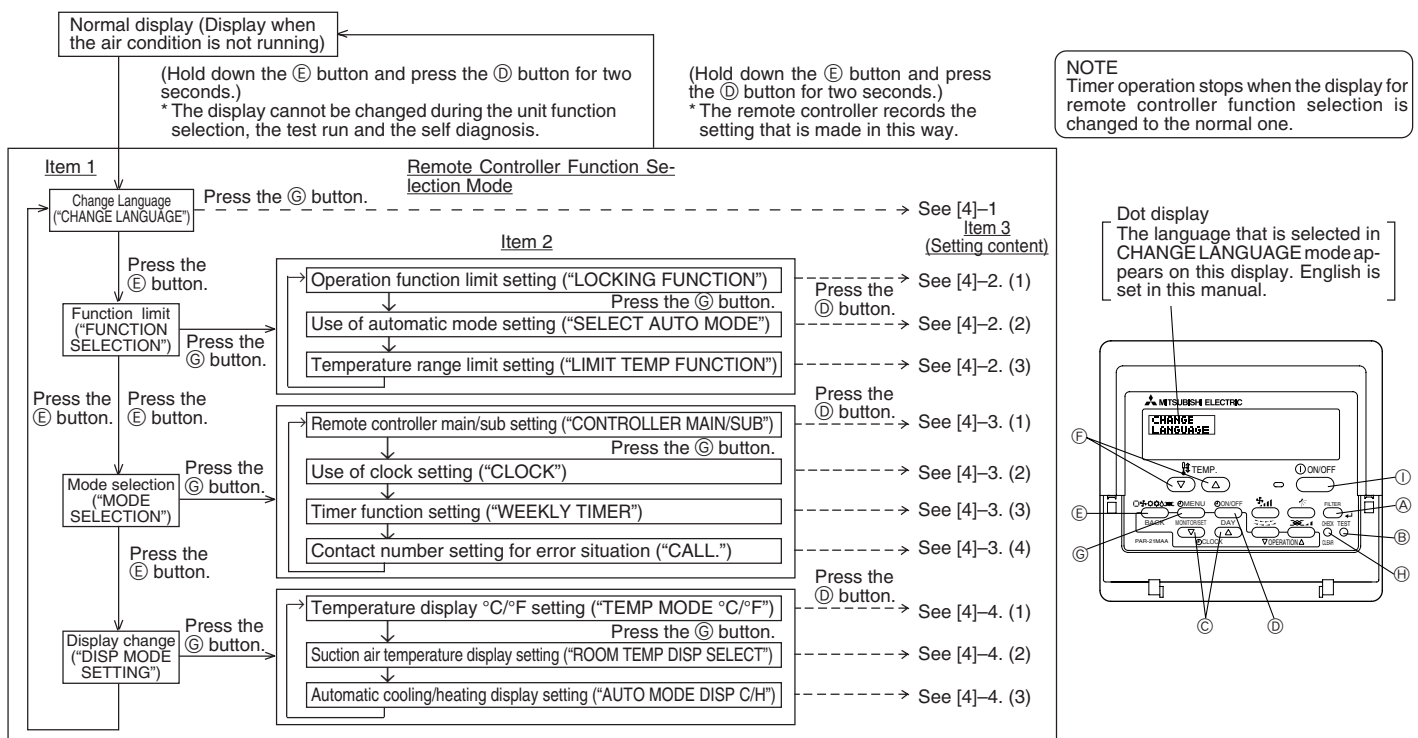 Normal display (Display when
the air condition is not running)
(Hold down the Ⓔ button and press the Ⓓ button for two
seconds.)
* The display cannot be changed during the unit function
selection, the test run and the self diagnosis.
(Hold down the Ⓔ button and press
the Ⓓ button for two seconds.)
* The remote controller records the
setting that is made in this way.
NOTE
Timer operation stops when the display for
remote controller function selection is
changed to the normal one.
Item 1
Remote Controller Function Se-
lection Mode
Change Language
("CHANGE LANGUAGE")
Press the Ⓖ button.
See [4]–1
Item 2
Item 3
(Setting content)
Press the
Ⓔ button.
Function limit
("FUNCTION
SELECTION")
Press the
Ⓖ button.
Operation function limit setting ("LOCKING FUNCTION")
Press the Ⓖ button.
Use of automatic mode setting ("SELECT AUTO MODE")
Temperature range limit setting ("LIMIT TEMP FUNCTION")
Press the
Ⓓ button.
See [4]–2. (1)
See [4]–2. (2)
See [4]–2. (3)
Press the
Ⓔ button.
Press the
Ⓔ button.
Mode selection
("MODE
SELECTION")
Press the
Ⓖ button.
Remote controller main/sub setting ("CONTROLLER MAIN/SUB")
Press the Ⓖ button.
Use of clock setting ("CLOCK")
Timer function setting ("WEEKLY TIMER")
Contact number setting for error situation ("CALL.")
Press the
Ⓓ button.
See [4]–3. (1)
See [4]–3. (2)
See [4]–3. (3)
See [4]–3. (4)
Press the
Ⓔ button.
Display change
("DISP MODE
SETTING")
Press the
Ⓖ button.
Temperature display °C/°F setting ("TEMP MODE °C/°F")
Press the Ⓖ button.
Suction air temperature display setting ("ROOM TEMP DISP SELECT")
Automatic cooling/heating display setting ("AUTO MODE DISP C/H")
Press the
Ⓓ button.
See [4]–4. (1)
See [4]–4. (2)
See [4]–4. (3)
Dot display
The language that is selected in
CHANGE LANGUAGE mode ap-
pears on this display. English is
set in this manual.
MITSUBISHI ELECTRIC
CHANGE
LANGUAGE
Ⓕ
TEMP.
ON/OFF
Ⓘ
Ⓔ
MENU
ON/OFF
FILTER
Ⓐ
BACK
MONITOR/SET
DAY
CHECK
TEST
Ⓑ
PAR-21MAA
CLOCK
OPERATION
CLEAR
Ⓖ
Ⓗ
Ⓒ
Ⓓ